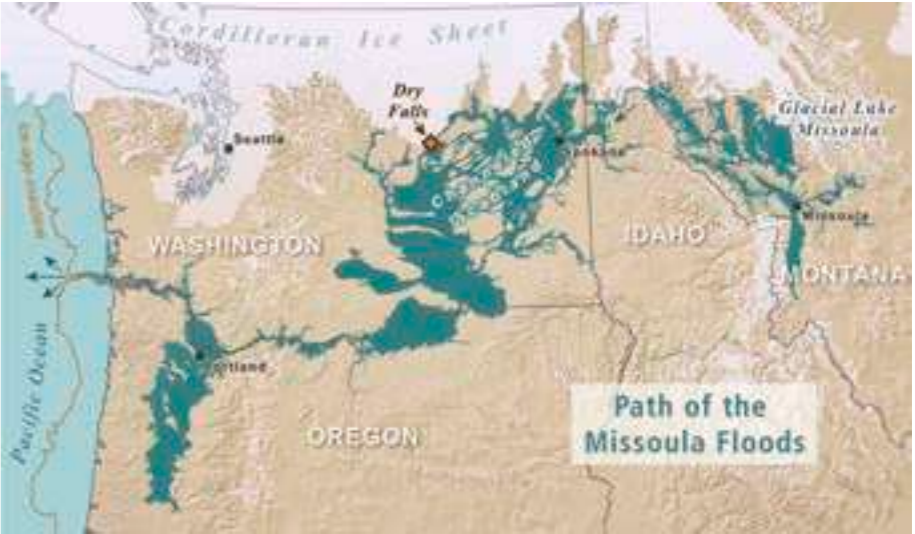 Cordilleran Ice Sheet
Dry
Falls
Glacial Lake
Missoula
Seattle
Spokane
Missoula
WASHINGTON
IDAHO
MONTANA
Pacific Ocean
Portland
OREGON
Path of the
Missoula Floods